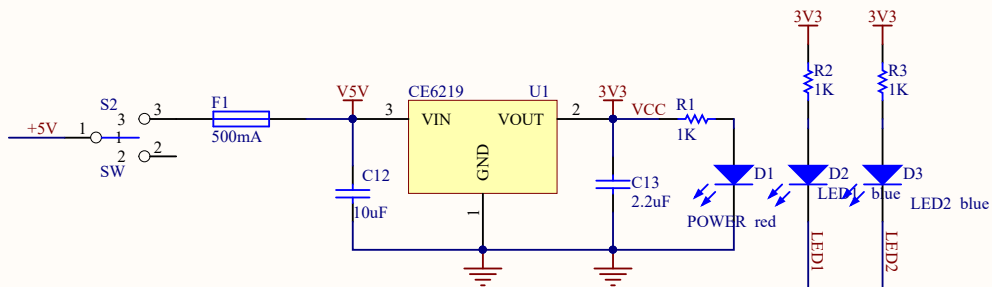 3V3 3V3
R2 R3
1K 1K
S2 F1 V5V CE6219 U1 3V3
3 3 3 2 VCC R1
+5V 1 1 500mA VIN VOUT 1K
2 2
SW GND
C12 C13 D1 D2 D3
10uF 2.2uF LED1 blue LED2 blue
1 POWER red
LED1 LED2